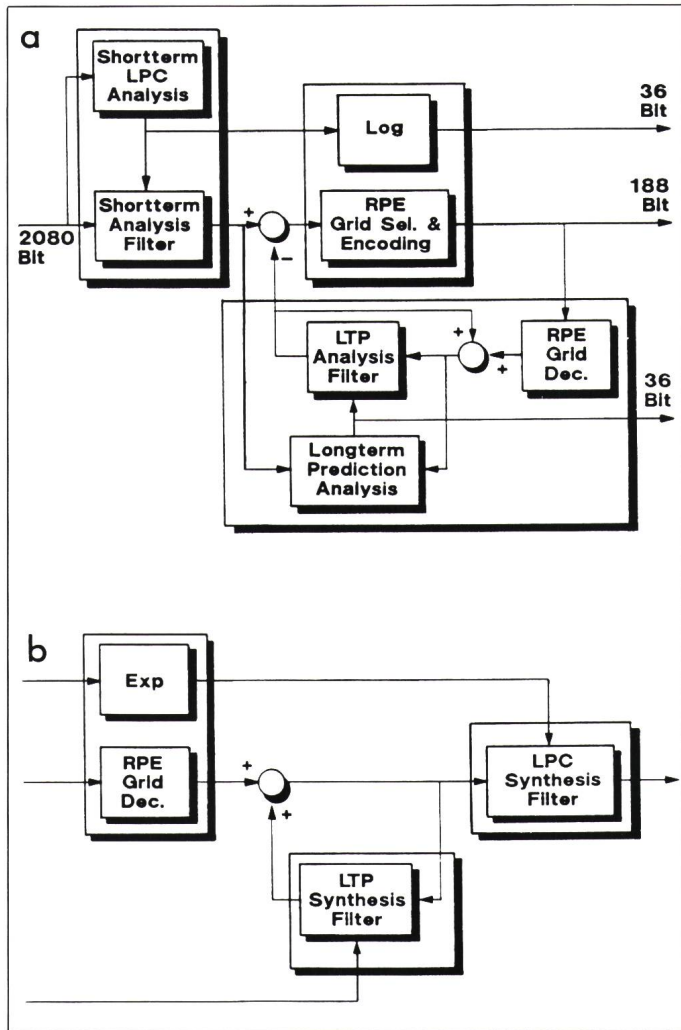 a
Shortterm
LPC
Analysis
36
Bit
Log
188
Bit
Shortterm
Analysis
Filter
2080
Bit
+
−
RPE
Grid Sel. &
Encoding
LTP
Analysis
Filter
+
+
RPE
Grid
Dec.
36
Bit
Longterm
Prediction
Analysis
b
Exp
RPE
Grid
Dec.
+
+
LPC
Synthesis
Filter
LTP
Synthesis
Filter